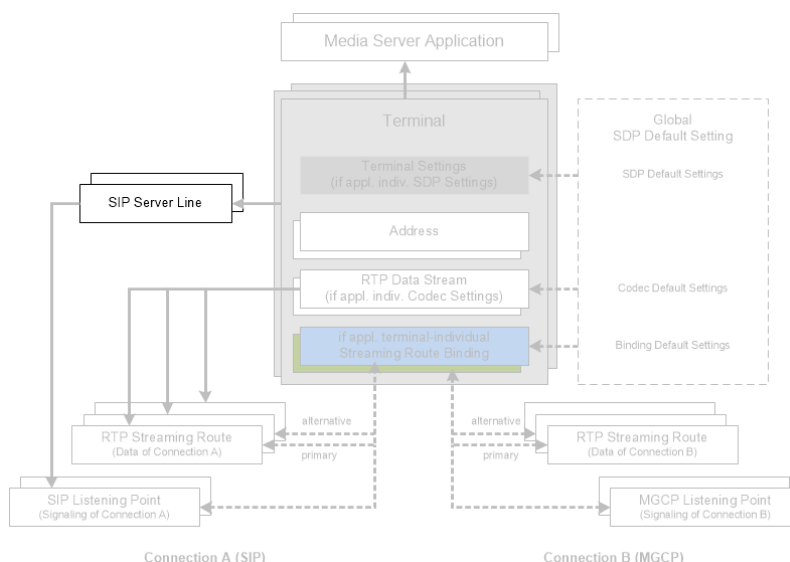 Media Server Application
Terminal
Global
SDP Default Setting
Terminal Settings
(if appl. indiv. SDP Settings)
SDP Default Settings
SIP Server Line
Address
RTP Data Stream
(if appl. indiv. Codec Settings)
Codec Default Settings
if appl. terminal-individual
Streaming Route Binding
Binding Default Settings
alternative
alternative
RTP Streaming Route
(Data of Connection A)
primary
primary
RTP Streaming Route
(Data of Connection B)
SIP Listening Point
(Signaling of Connection A)
MGCP Listening Point
(Signaling of Connection B)
Connection A (SIP)
Connection B (MGCP)